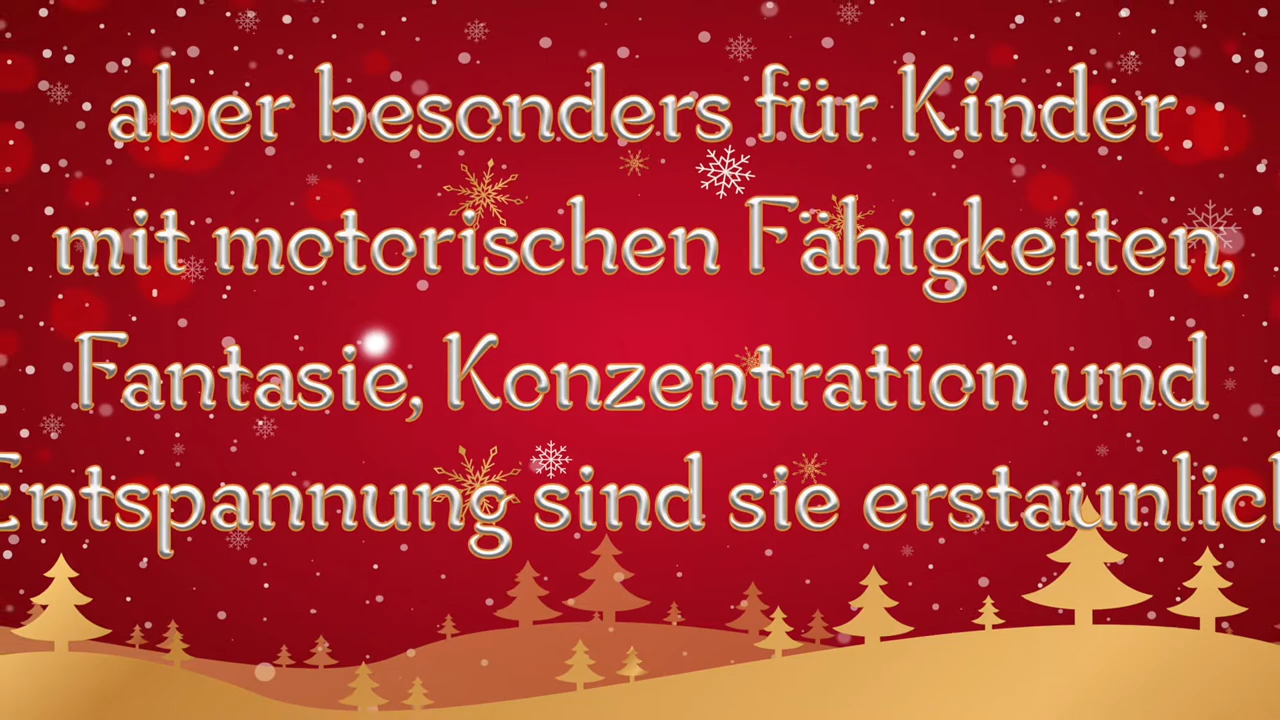 aber besonders für Kinder
mit motorischen Fähigkeiten,
Fantasie, Konzentration und
Entspannung sind sie erstaunlich